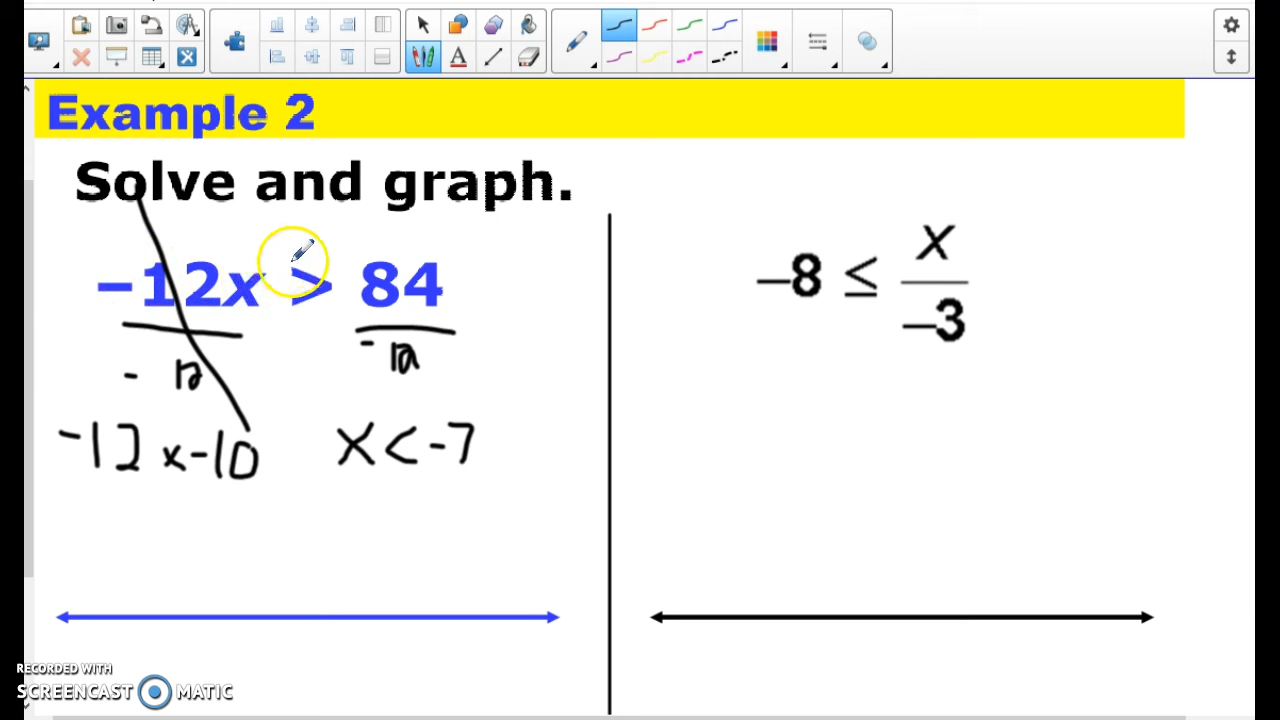 Example 2
Solve and graph.
−12x > 84
- 12
- 12
-12 x -10
x < -7
−8 ≤ x
−3
RECORDED WITH
SCREENCAST MATIC